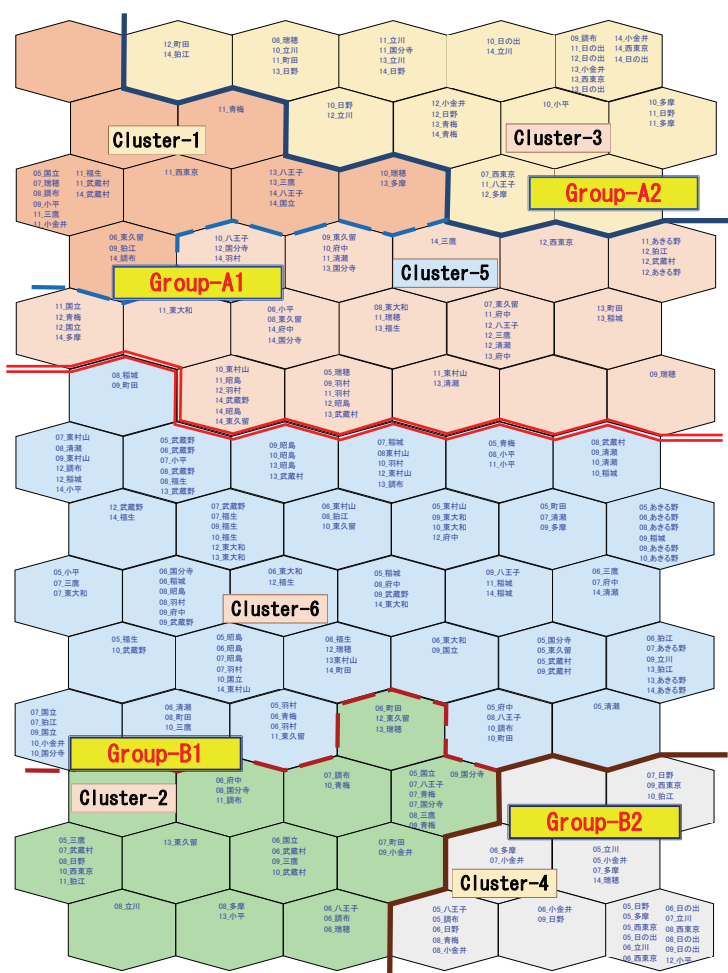 12_町田
14_狛江
08_瑞穂
10_立川
11_町田
13_日野
11_立川
11_国分寺
13_立川
14_日野
10_日の出
14_立川
09_調布
11_日の出
12_日の出
13_小金井
13_西東京
13_日の出
14_小金井
14_西東京
14_日の出
11_青梅
10_日野
12_立川
12_小金井
12_日野
13_青梅
14_青梅
10_小平
10_多摩
11_日野
11_多摩
Cluster-1
Cluster-3
05_国立
07_瑞穂
08_調布
09_小平
11_三鷹
11_小金井
11_福生
11_武蔵村
14_武蔵村
11_西東京
13_八王子
13_三鷹
14_八王子
14_国立
10_瑞穂
13_多摩
07_西東京
11_八王子
12_多摩
Group-A2
06_東久留
09_狛江
14_調布
10_八王子
12_国分寺
14_羽村
09_東久留
10_府中
11_清瀬
13_国分寺
14_三鷹
12_西東京
11_あきる野
12_狛江
12_武蔵村
12_あきる野
Cluster-5
Group-A1
11_国立
12_青梅
12_国立
14_多摩
11_東大和
06_小平
08_東久留
14_府中
14_国分寺
08_東大和
11_瑞穂
13_福生
07_東久留
11_府中
12_八王子
12_三鷹
12_清瀬
13_府中
13_町田
13_稲城
08_稲城
09_町田
10_東村山
11_昭島
12_羽村
14_武蔵野
14_昭島
14_東久留
05_瑞穂
09_羽村
11_羽村
12_昭島
13_武蔵村
11_東村山
13_清瀬
09_瑞穂
07_東村山
08_清瀬
09_東村山
12_調布
12_稲城
14_小平
05_武蔵野
06_武蔵野
07_小平
08_武蔵野
08_福生
13_武蔵野
09_昭島
10_昭島
13_昭島
13_武蔵村
07_稲城
08東村山
10_羽村
12_東村山
13_調布
05_青梅
08_小平
11_小平
08_武蔵村
09_清瀬
10_清瀬
10_稲城
12_武蔵野
14_福生
07_武蔵野
07_福生
09_福生
10_福生
12_東大和
13_東大和
06_東村山
08_狛江
10_東久留
05_東村山
09_東大和
10_東大和
12_府中
05_町田
07_清瀬
09_多摩
05_あきる野
06_あきる野
08_あきる野
09_稲城
09_あきる野
10_あきる野
05_小平
07_三鷹
07_東大和
06_国分寺
06_稲城
08_昭島
08_羽村
09_府中
09_武蔵野
06_東大和
12_福生
05_稲城
08_府中
09_武蔵野
14_東大和
09_八王子
11_稲城
14_稲城
06_三鷹
07_府中
14_清瀬
Cluster-6
05_福生
10_武蔵野
05_昭島
06_昭島
07_昭島
07_羽村
10_国立
14_東村山
06_福生
12_瑞穂
13東村山
14_町田
06_東大和
09_国立
05_国分寺
05_東久留
05_武蔵村
09_武蔵村
06_狛江
07_あきる野
09_立川
13_狛江
13_あきる野
14_あきる野
07_国立
07_狛江
09_国立
10_小金井
10_国分寺
06_清瀬
08_町田
10_三鷹
05_羽村
06_青梅
06_羽村
11_東久留
06_町田
12_東久留
13_瑞穂
05_府中
08_八王子
10_調布
10_町田
05_清瀬
Group-B1
Cluster-2
06_府中
08_国分寺
11_調布
07_調布
10_青梅
05_国立
07_八王子
07_青梅
07_国分寺
08_三鷹
09_青梅
09_国分寺
07_日野
09_西東京
10_狛江
Group-B2
05_三鷹
07_武蔵村
08_日野
10_西東京
11_狛江
13_東久留
06_国立
06_武蔵村
09_三鷹
10_武蔵村
07_町田
09_小金井
06_多摩
07_小金井
05_立川
05_小金井
07_多摩
14_瑞穂
Cluster-4
08_立川
08_多摩
13_小平
06_八王子
06_調布
06_瑞穂
05_八王子
05_調布
06_日野
08_青梅
08_小金井
06_小金井
09_日野
05_日野
05_多摩
05_西東京
05_日の出
06_立川
06_西東京
06_日の出
07_立川
08_西東京
08_日の出
09_日の出
12_小平